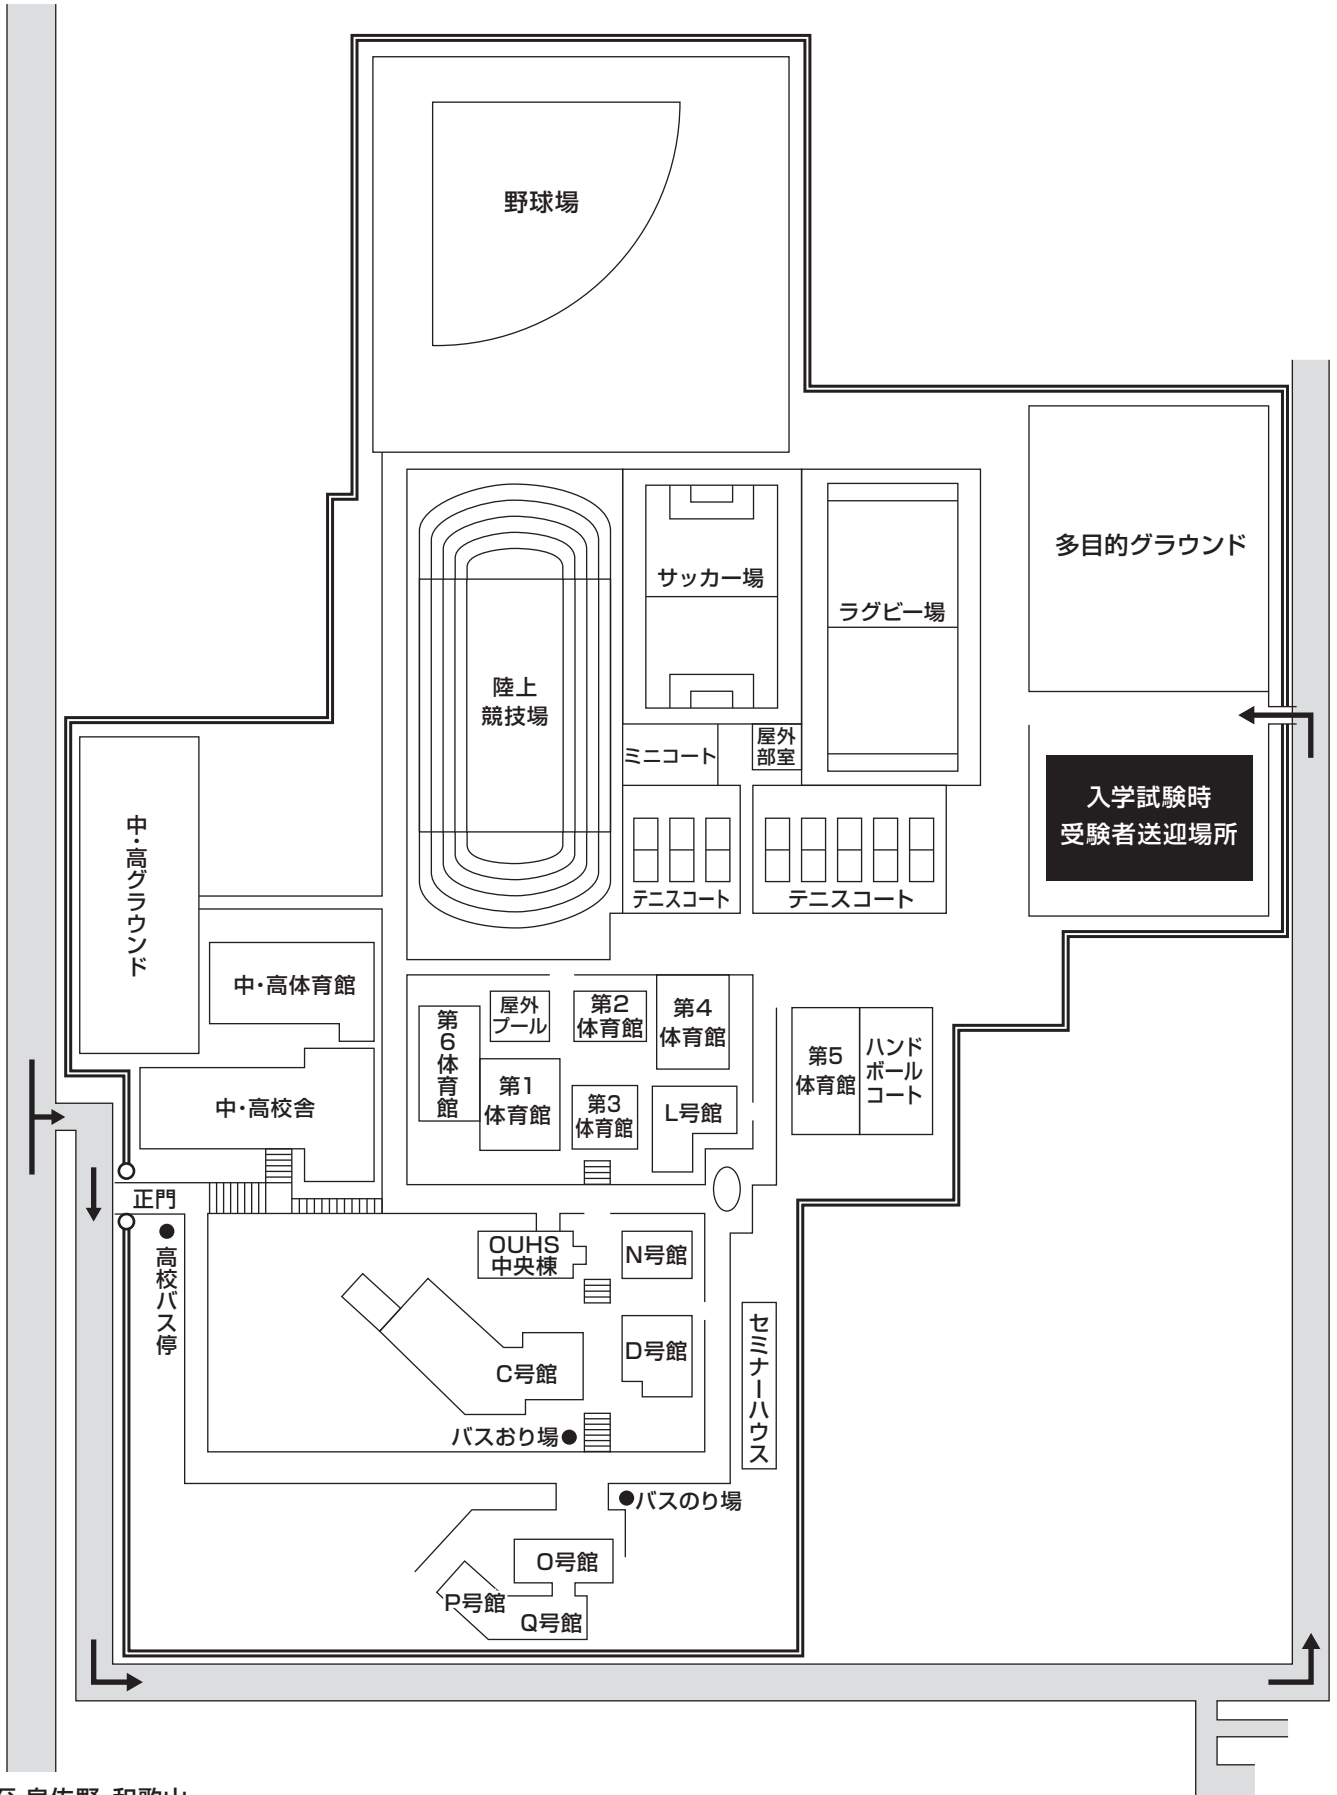 野球場
多目的グラウンド
サッカー場
ラグビー場
陸上
競技場
ミニコート
屋外
部室
入学試験時
受験者送迎場所
テニスコート
テニスコート
中・高グラウンド
中・高体育館
中・高校舎
第6体育館
屋外
プール
第2
体育館
第4
体育館
第1
体育館
第3
体育館
L号館
第5
体育館
ハンド
ボール
コート
正門
高校バス停
OUHS
中央棟
N号館
C号館
D号館
セミナーハウス
バスおり場
バスのり場
O号館
P号館
Q号館